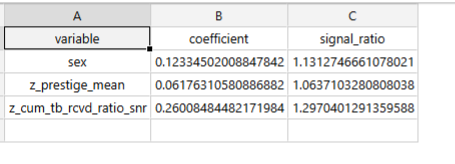 A B C
variable coefficient signal_ratio
sex 0.12334502008847842 1.1312746661078021
z_prestige_mean 0.06176310580886882 1.0637103280808038
z_cum_tb_rcvd_ratio_snr 0.26008484482171984 1.2970401291359588